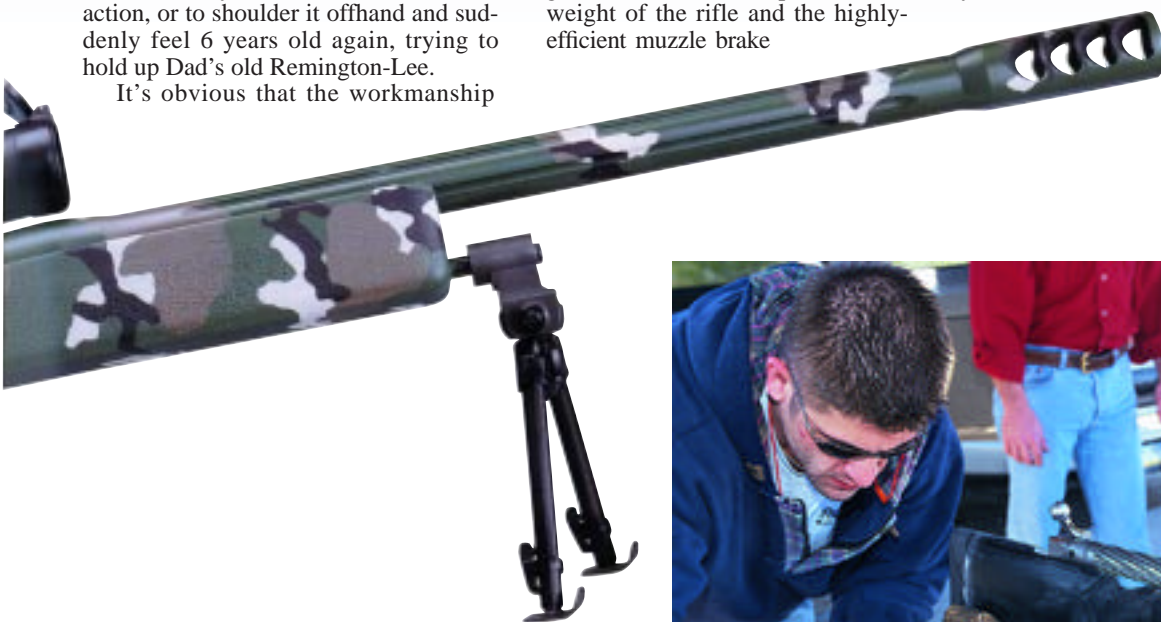 action, or to shoulder it offhand and sud-
denly feel 6 years old again, trying to
hold up Dad's old Remington-Lee.
It's obvious that the workmanship
weight of the rifle and the highly-
efficient muzzle brake